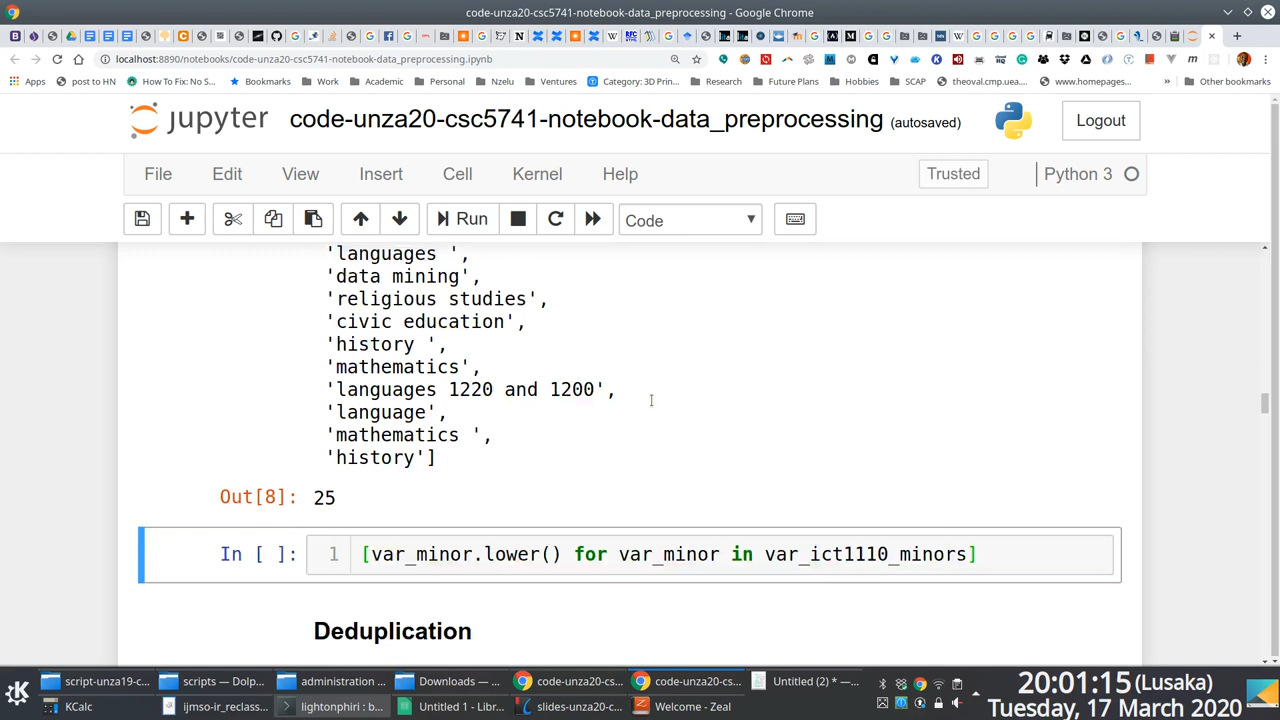 code-unza20-csc5741-notebook-data_preprocessing - Google Chrome
localhost:8890/notebooks/code-unza20-csc5741-notebook-data_preprocessing.ipynb
Apps post to HN How To Fix: No S... Bookmarks Work Academic Personal Nzelu Ventures Category: 3D Prin... Research Future Plans Hobbies SCAP theoval.cmp.uea.... www.homepages... » Other bookmarks
jupyter code-unza20-csc5741-notebook-data_preprocessing (autosaved) Logout
File Edit View Insert Cell Kernel Help Trusted Python 3
Run Code
'languages ',
'data mining',
'religious studies',
'civic education',
'history ',
'mathematics',
'languages 1220 and 1200',
'language',
'mathematics ',
'history']
Out[8]: 25
In [ ]: 1 [var_minor.lower() for var_minor in var_ict1110_minors]
Deduplication
script-unza19-c... scripts — Dolp... administration ... Downloads — ... code-unza20-cs... code-unza20-cs... Untitled (2) * —...
KCalc ijmso-ir_reclass... lightonphiri : b... Untitled 1 - Libr... slides-unza20-c... Welcome - Zeal
20:01:15 (Lusaka)
Tuesday, 17 March 2020